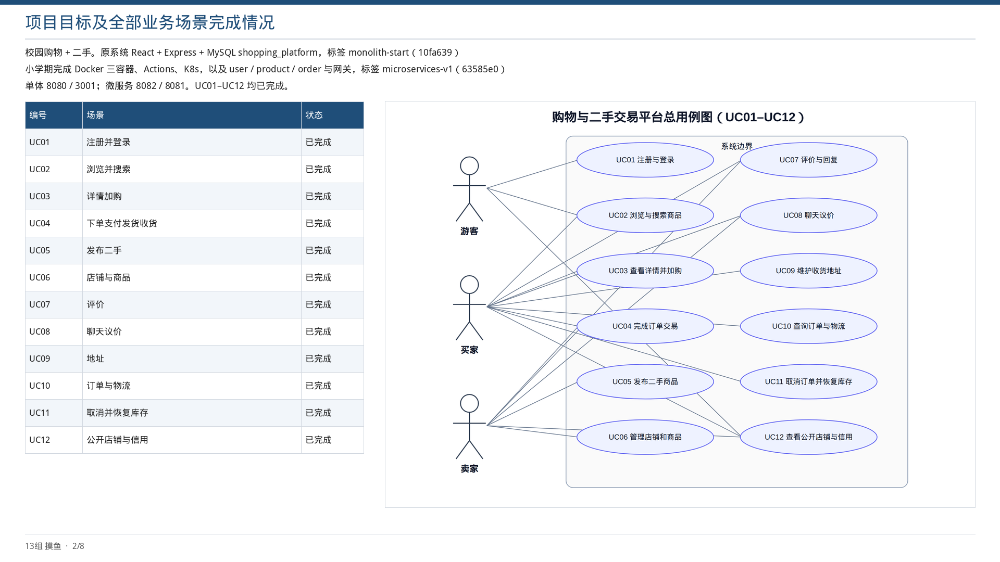 项目目标及全部业务场景完成情况
校园购物 + 二手。原系统 React + Express + MySQL shopping_platform，标签 monolith-start（10fa639）
小学期完成 Docker 三容器、Actions、K8s，以及 user / product / order 与网关，标签 microservices-v1（63585e0）
单体 8080 / 3001；微服务 8082 / 8081。UC01–UC12 均已完成。
编号 场景 状态
UC01 注册并登录 已完成
UC02 浏览并搜索 已完成
UC03 详情加购 已完成
UC04 下单支付发货收货 已完成
UC05 发布二手 已完成
UC06 店铺与商品 已完成
UC07 评价 已完成
UC08 聊天议价 已完成
UC09 地址 已完成
UC10 订单与物流 已完成
UC11 取消并恢复库存 已完成
UC12 公开店铺与信用 已完成
购物与二手交易平台总用例图（UC01–UC12）
系统边界
游客
买家
卖家
UC01 注册与登录
UC02 浏览与搜索商品
UC03 查看详情并加购
UC04 完成订单交易
UC05 发布二手商品
UC06 管理店铺和商品
UC07 评价与回复
UC08 聊天议价
UC09 维护收货地址
UC10 查询订单与物流
UC11 取消订单并恢复库存
UC12 查看公开店铺与信用
13组 摸鱼 · 2/8